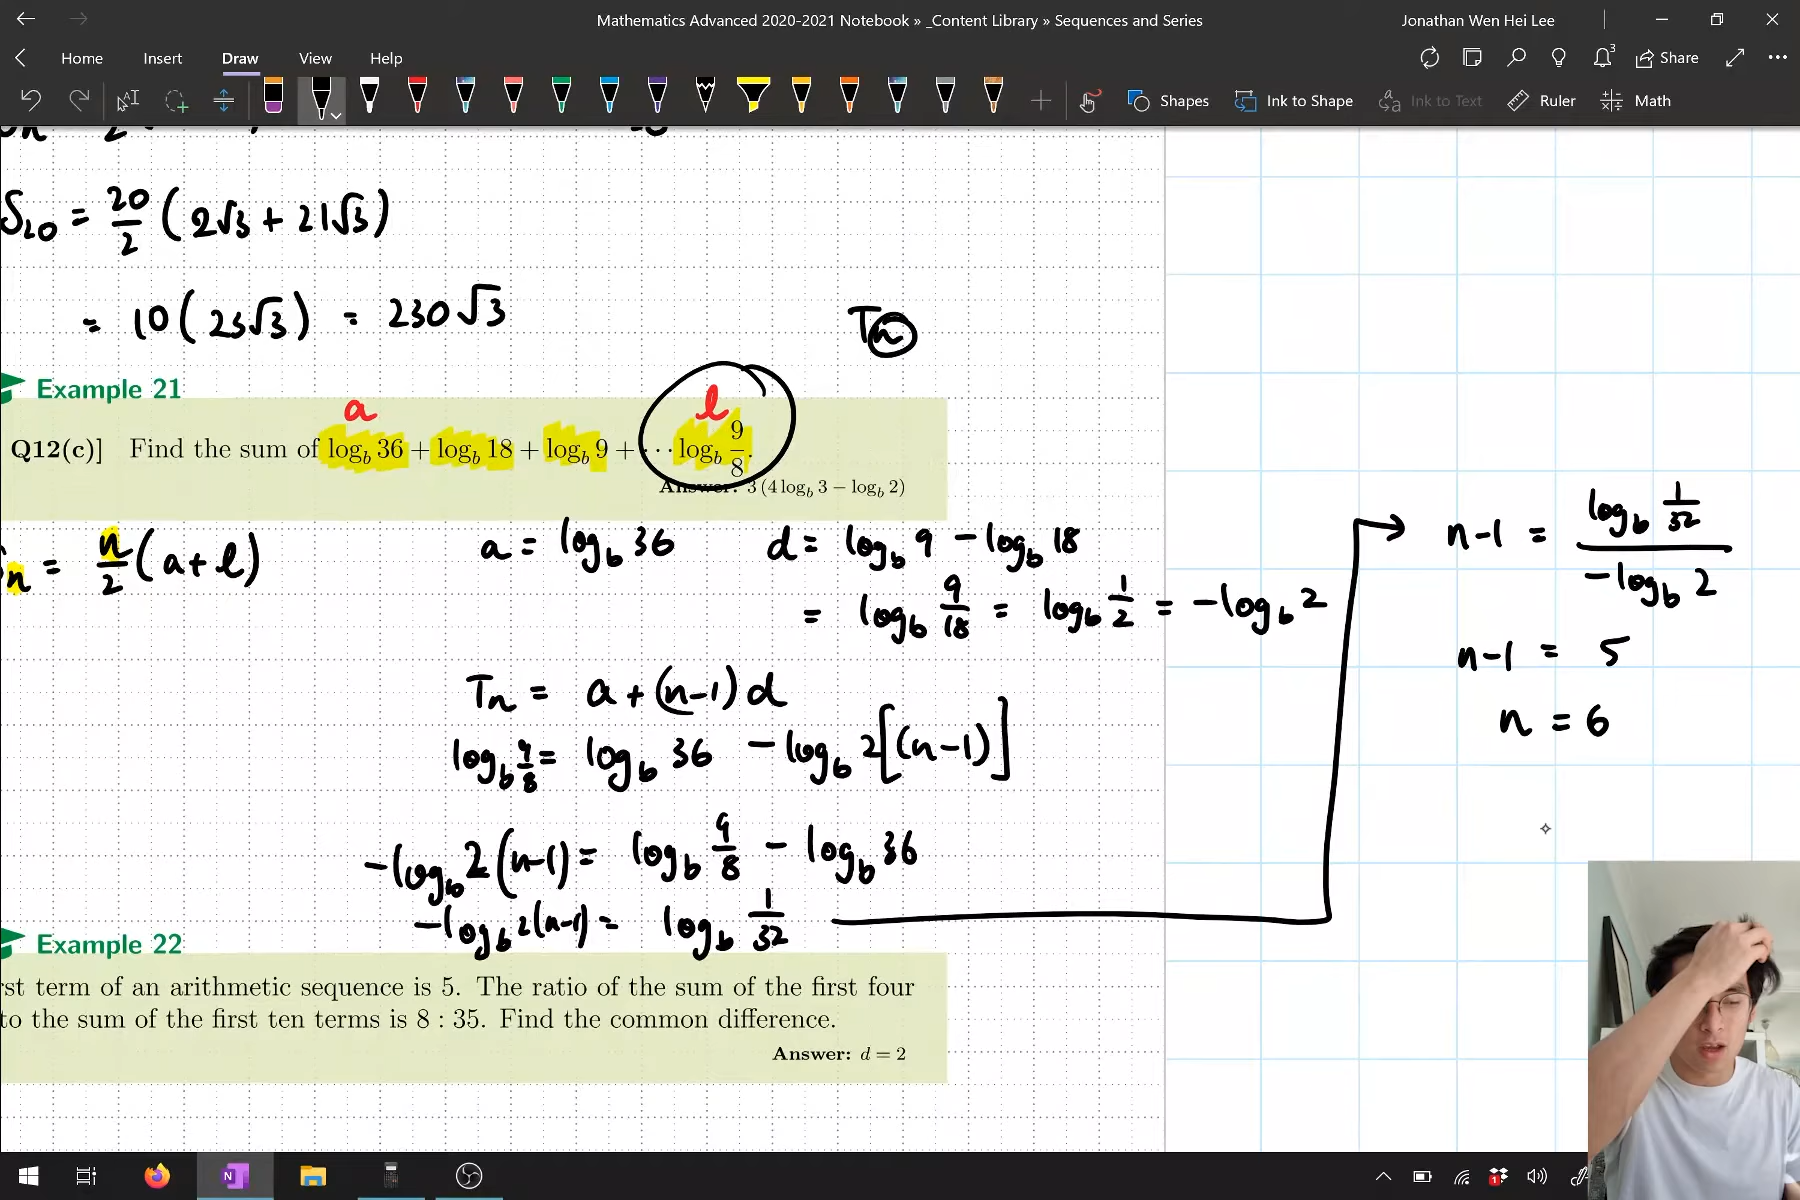 Mathematics Advanced 2020-2021 Notebook » _Content Library » Sequences and Series
Jonathan Wen Hei Lee
Home Insert Draw View Help
3
Share
Shapes
Ink to Shape
Ink to Text
Ruler
Math
S₂₀ = 20/2 (2√3 + 21√3)
= 10(23√3) = 230√3
Tn
Example 21
a
l
Q12(c)] Find the sum of log_b 36 + log_b 18 + log_b 9 + ··· log_b 9/8.
Answer: 3 (4 log_b 3 − log_b 2)
n = n/2 (a+l)
a = log_b 36
d = log_b 9 − log_b 18
= log_b 9/18 = log_b 1/2 = −log_b 2
Tn = a + (n−1) d
log_b 9/8 = log_b 36 − log_b 2[(n−1)]
−log_b 2 (n−1) = log_b 9/8 − log_b 36
−log_b 2(n−1) = log_b 1/32
n−1 = log_b 1/32 / −log_b 2
n−1 = 5
n = 6
Example 22
rst term of an arithmetic sequence is 5. The ratio of the sum of the first four
to the sum of the first ten terms is 8 : 35. Find the common difference.
Answer: d = 2